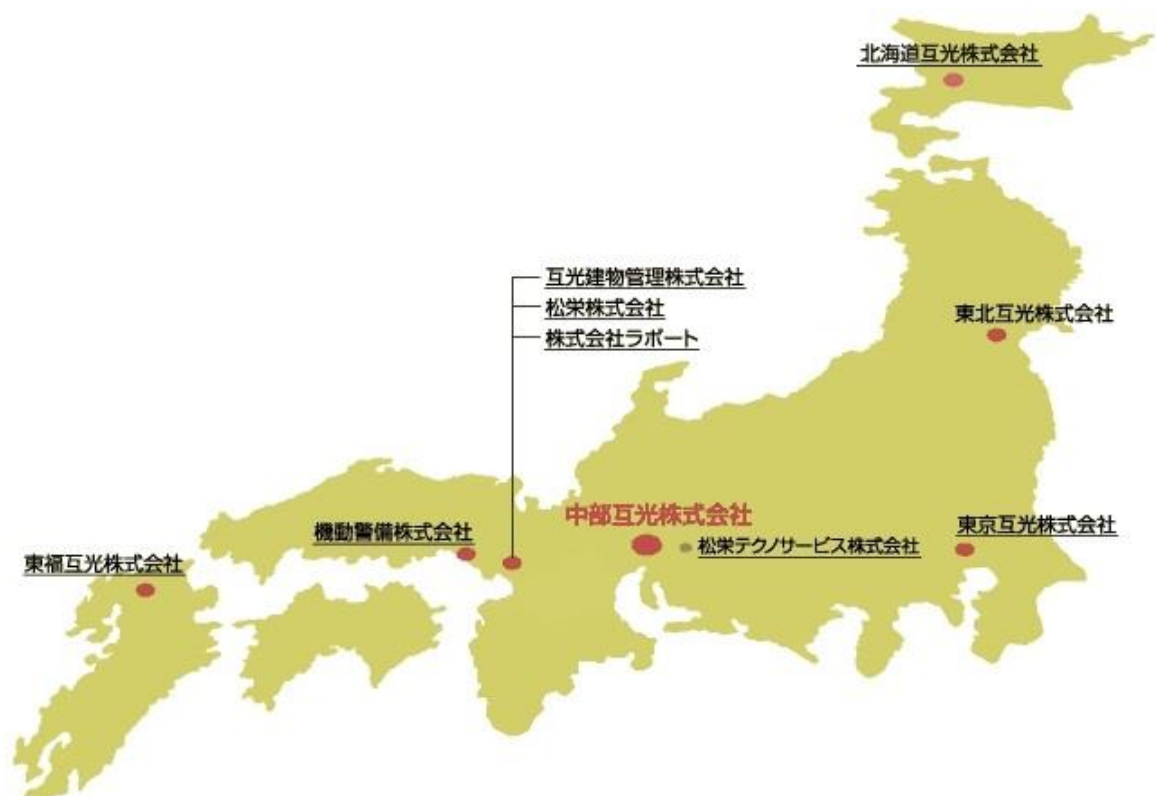 北海道互光株式会社
互光建物管理株式会社
松栄株式会社
株式会社ラポート
東北互光株式会社
中部互光株式会社
機動警備株式会社
東京互光株式会社
松栄テクノサービス株式会社
東福互光株式会社